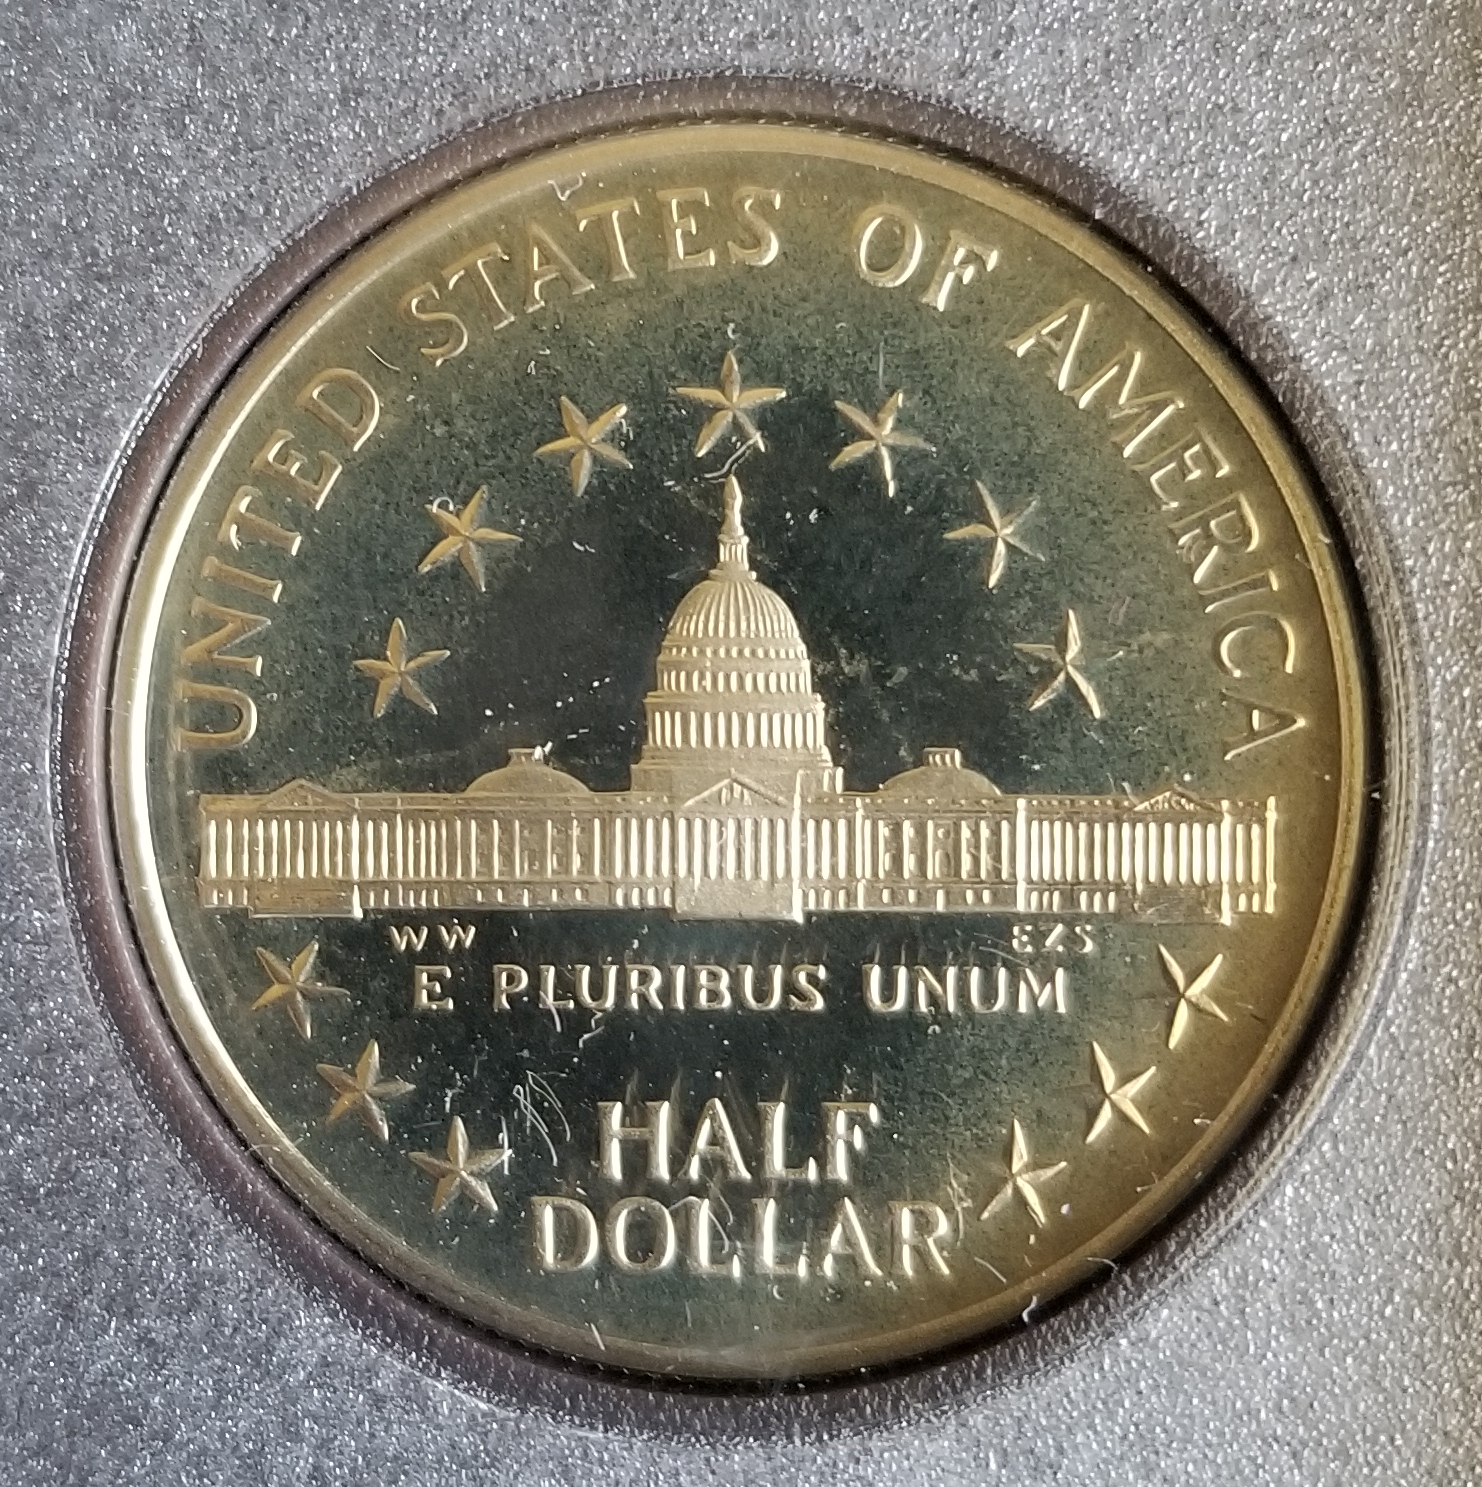 UNITED STATES OF AMERICA
WW EZS
E PLURIBUS UNUM
HALF
DOLLAR